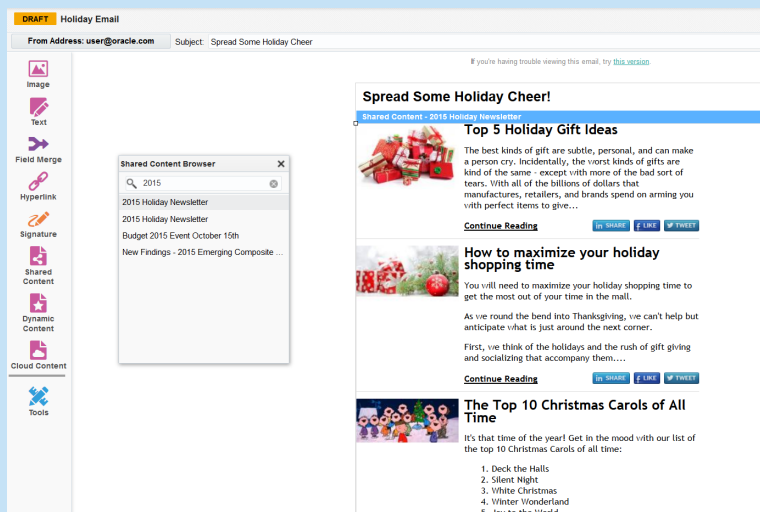 DRAFT Holiday Email
From Address: user@oracle.com Subject: Spread Some Holiday Cheer
Image
Text
Field Merge
Hyperlink
Signature
Shared
Content
Dynamic
Content
Cloud Content
Tools
Shared Content Browser
2015
2015 Holiday Newsletter
2015 Holiday Newsletter
Budget 2015 Event October 15th
New Findings - 2015 Emerging Composite ...
If you're having trouble viewing this email, try this version
Spread Some Holiday Cheer!
Shared Content - 2015 Holiday Newsletter
Top 5 Holiday Gift Ideas
The best kinds of gift are subtle, personal, and can make
a person cry. Incidentally, the worst kinds of gifts are
kind of the same - except with more of the bad sort of
tears. With all of the billions of dollars that
manufactures, retailers, and brands spend on arming you
with perfect items to give...
Continue Reading in SHARE f LIKE TWEET
How to maximize your holiday
shopping time
You will need to maximize your holiday shopping time to
get the most out of your time in the mall.
As we round the bend into Thanksgiving, we can't help but
anticipate what is just around the next corner.
First, we think of the holidays and the rush of gift giving
and socializing that accompany them....
Continue Reading in SHARE f LIKE TWEET
The Top 10 Christmas Carols of All
Time
It's that time of the year! Get in the mood with our list of
the top 10 Christmas Carols of all time:
1. Deck the Halls
2. Silent Night
3. White Christmas
4. Winter Wonderland
5. Joy to the World